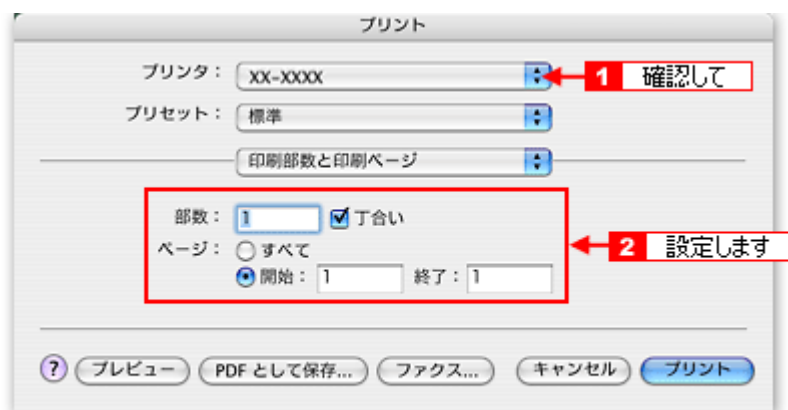 プリント
プリンタ： XX-XXXX 1 確認して
プリセット： 標準
印刷部数と印刷ページ
部数： 1 丁合い
ページ： すべて
2 設定します
開始： 1 終了： 1
? プレビュー PDF として保存... ファクス... キャンセル プリント